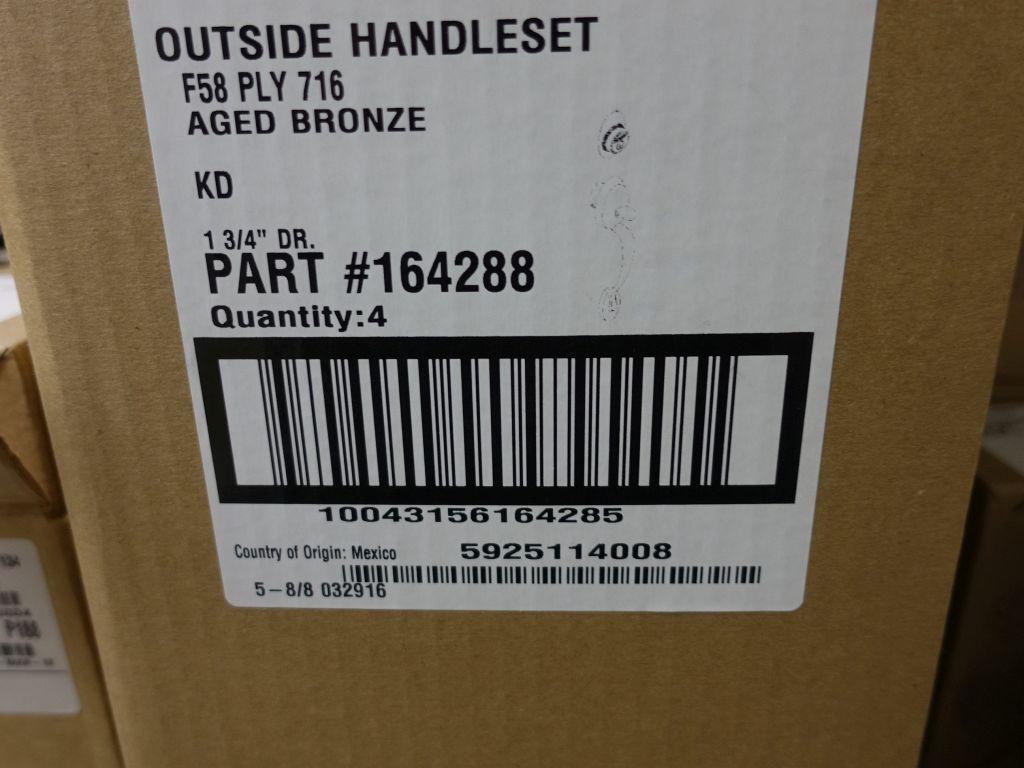 OUTSIDE HANDLESET
F58 PLY 716
AGED BRONZE
KD
1 3/4" DR.
PART #164288
Quantity:4
10043156164285
Country of Origin: Mexico 5925114008
5-8/8 032916
P188